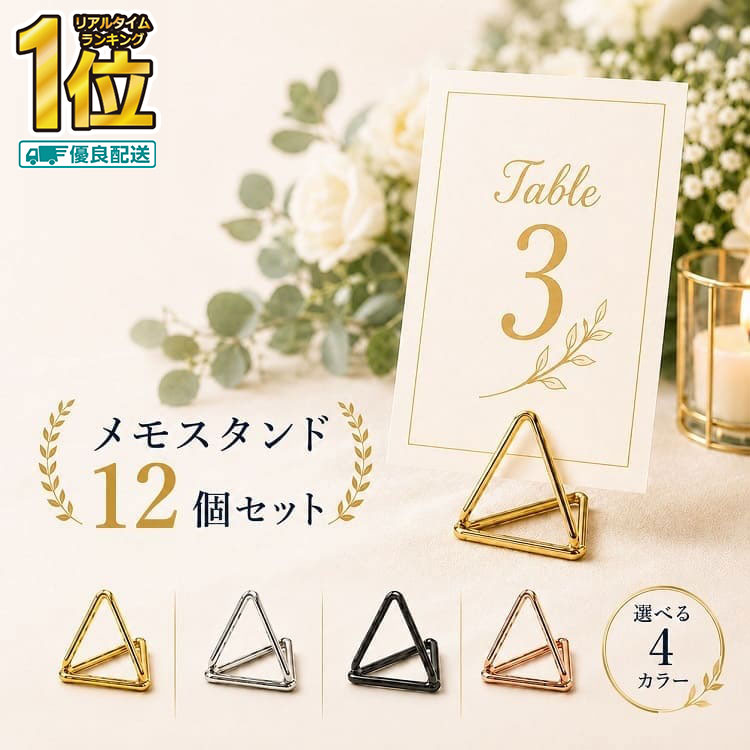 リアルタイム
ランキング
1位
優良配送
Table
3
メモスタンド
12個セット
選べる
4
カラー